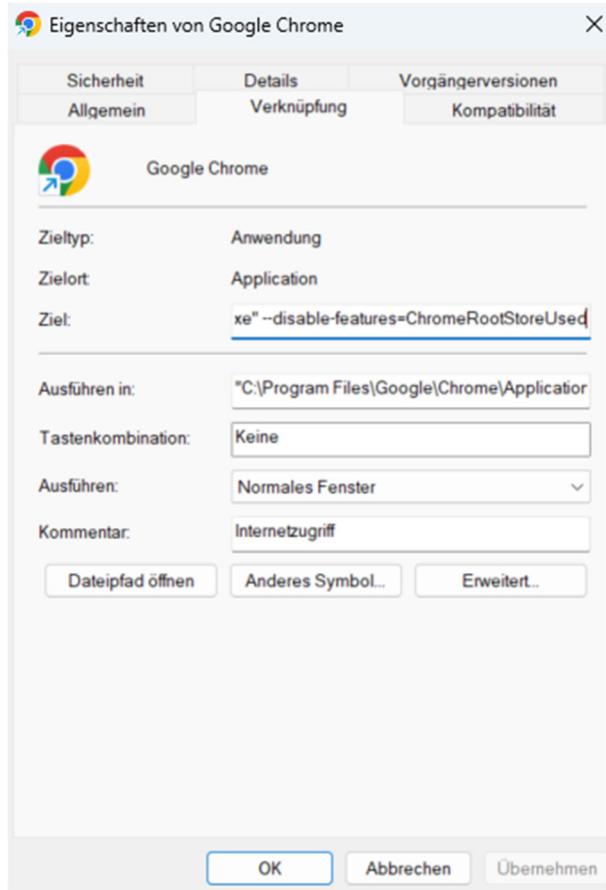 Eigenschaften von Google Chrome
Sicherheit Details Vorgängerversionen
Allgemein Verknüpfung Kompatibilität
Google Chrome
Zieltyp: Anwendung
Zielort: Application
Ziel: xe" --disable-features=ChromeRootStoreUsed
Ausführen in: "C:\Program Files\Google\Chrome\Application
Tastenkombination: Keine
Ausführen: Normales Fenster
Kommentar: Internetzugriff
Dateipfad öffnen Anderes Symbol... Erweitert...
OK Abbrechen Übernehmen